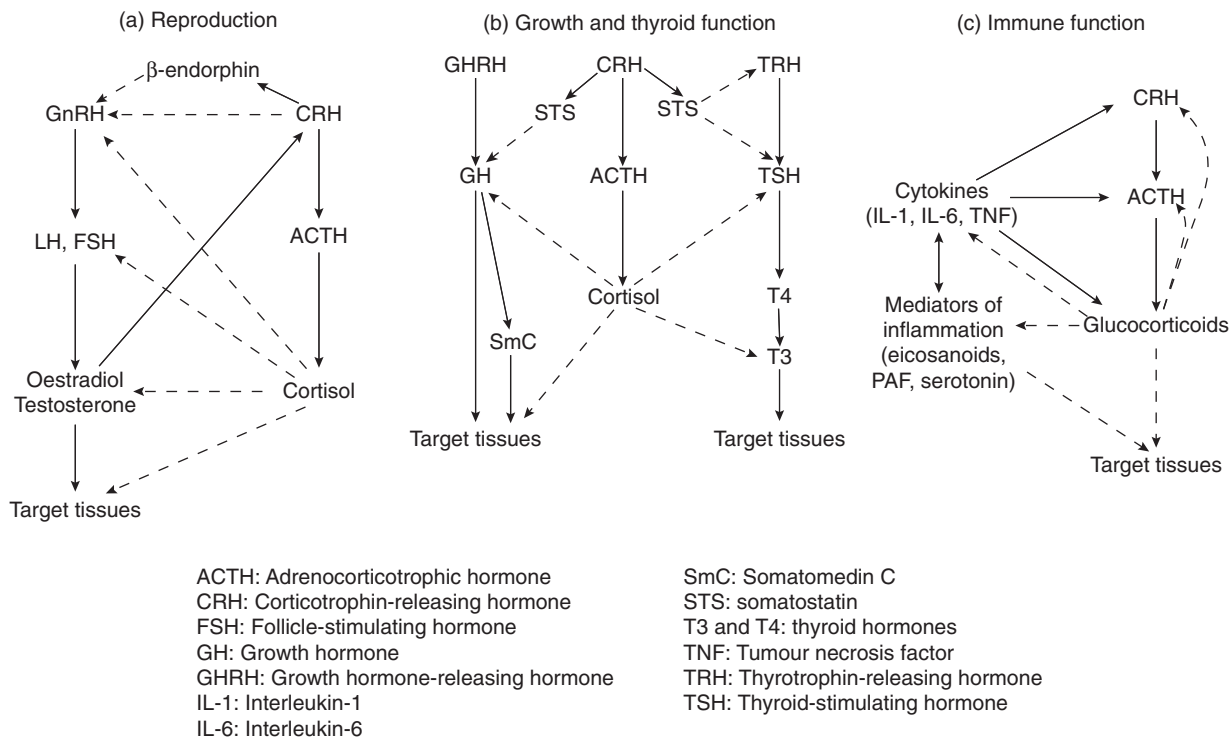 (a) Reproduction
β-endorphin
GnRH
CRH
LH, FSH
ACTH
Oestradiol
Testosterone
Cortisol
Target tissues
(b) Growth and thyroid function
GHRH
CRH
TRH
STS
STS
GH
ACTH
TSH
Cortisol
T4
SmC
T3
Target tissues
Target tissues
(c) Immune function
CRH
Cytokines
(IL-1, IL-6, TNF)
ACTH
Mediators of
inflammation
(eicosanoids,
PAF, serotonin)
Glucocorticoids
Target tissues
ACTH: Adrenocorticotrophic hormone
CRH: Corticotrophin-releasing hormone
FSH: Follicle-stimulating hormone
GH: Growth hormone
GHRH: Growth hormone-releasing hormone
IL-1: Interleukin-1
IL-6: Interleukin-6
SmC: Somatomedin C
STS: somatostatin
T3 and T4: thyroid hormones
TNF: Tumour necrosis factor
TRH: Thyrotrophin-releasing hormone
TSH: Thyroid-stimulating hormone